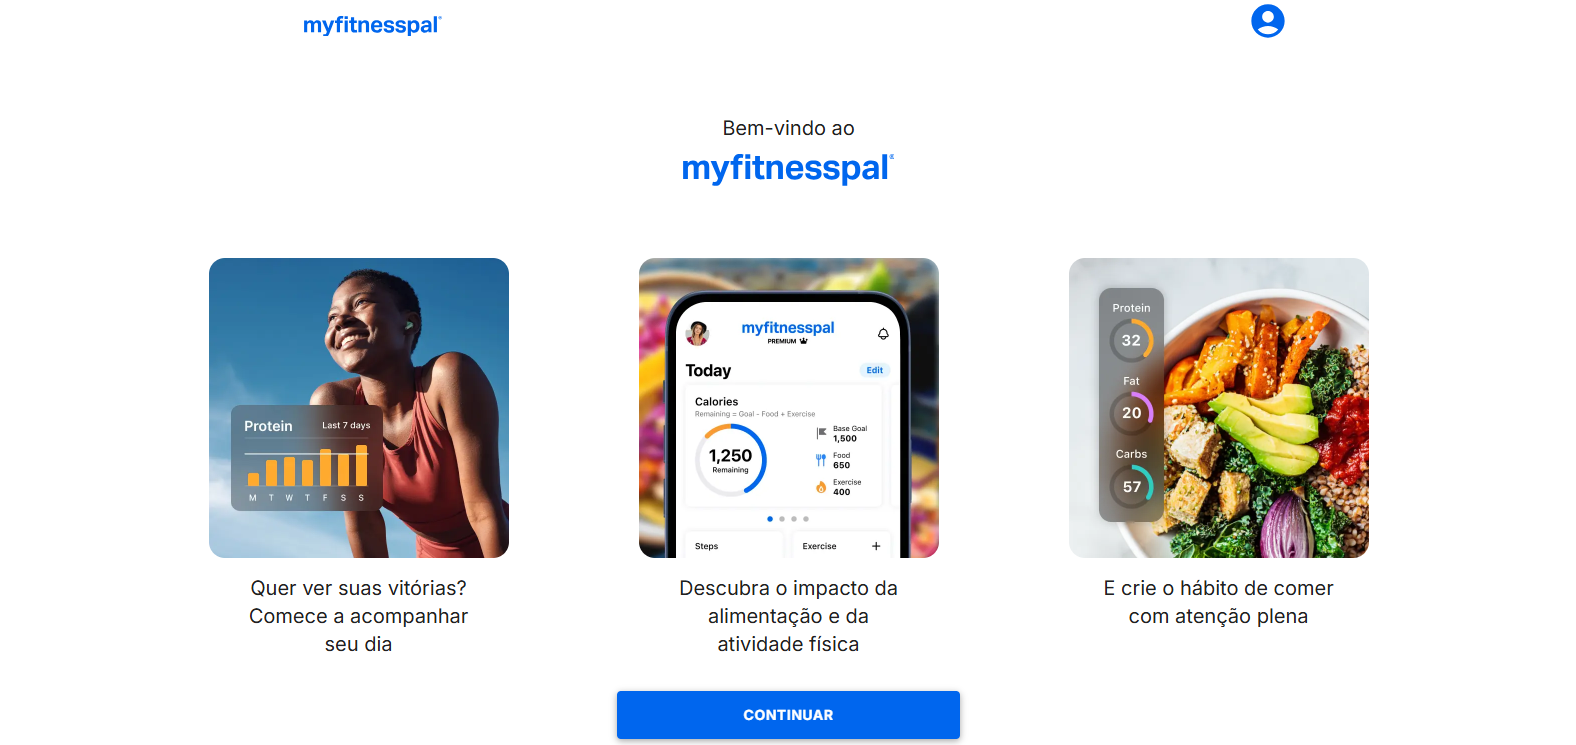 myfitnesspal
Bem-vindo ao
myfitnesspal
Protein Last 7 days
M T W T F S S
myfitnesspal
PREMIUM
Today Edit
Calories
Remaining = Goal - Food + Exercise
1,250
Remaining
Base Goal
1,500
Food
650
Exercise
400
Steps
Exercise +
Protein
32
Fat
20
Carbs
57
Quer ver suas vitórias?
Comece a acompanhar
seu dia
Descubra o impacto da
alimentação e da
atividade física
E crie o hábito de comer
com atenção plena
CONTINUAR